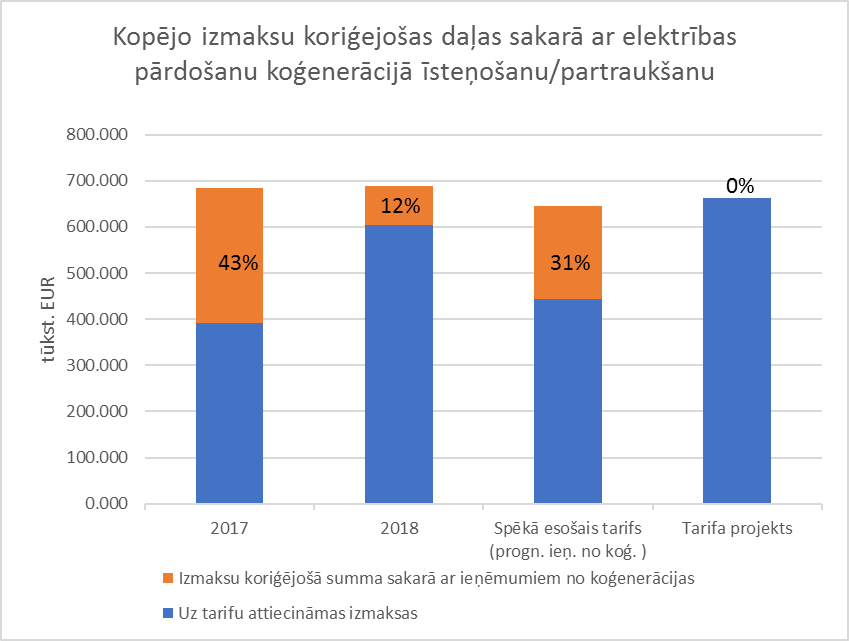 Kopējo izmaksu koriģejošas daļas sakarā ar elektrības
pārdošanu koģenerācijā īsteņošanu/partraukšanu
800.000
700.000
600.000
500.000
400.000
300.000
200.000
100.000
0.000
tūkst. EUR
43%
12%
31%
0%
2017
2018
Spēkā esošais tarifs
(progn. ieņ. no koģ. )
Tarifa projekts
Izmaksu koriģējošā summa sakarā ar ieņēmumiem no koģenerācijas
Uz tarifu attiecināmas izmaksas